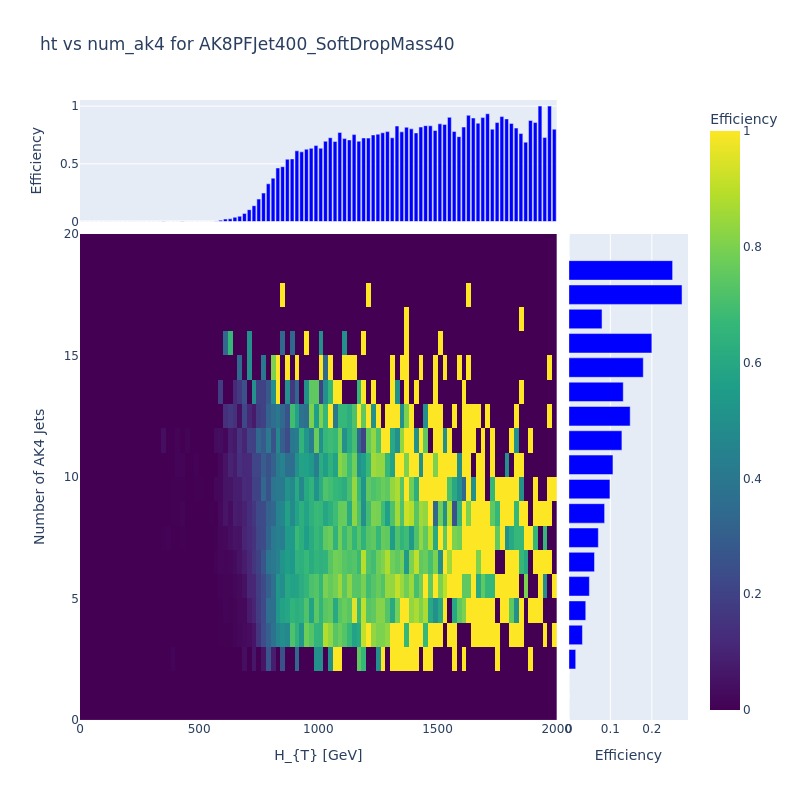 ht vs num_ak4 for AK8PFJet400_SoftDropMass40
Efficiency
1
0.5
0
Efficiency
1
0.8
0.6
0.4
0.2
0
Number of AK4 Jets
20
15
10
5
0
0 500 1000 1500 2000
H_{T} [GeV]
0 0.1 0.2
Efficiency